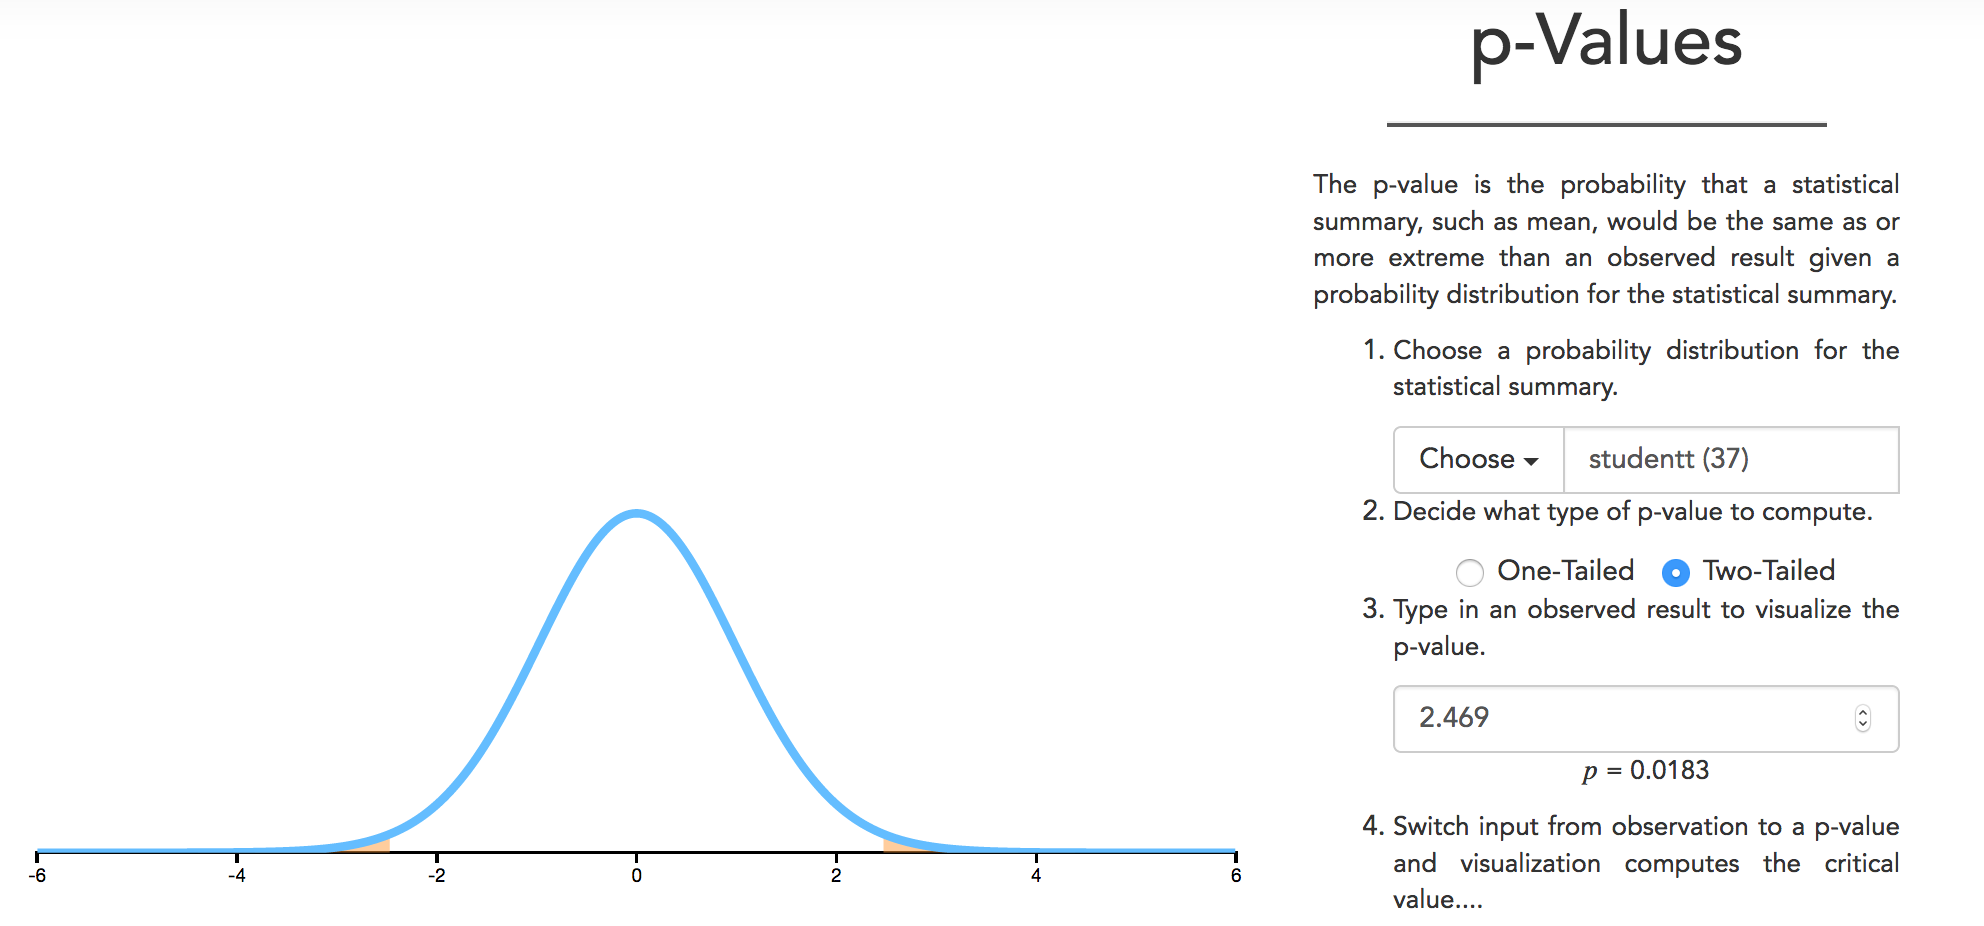 p-Values
The p-value is the probability that a statistical
summary, such as mean, would be the same as or
more extreme than an observed result given a
probability distribution for the statistical summary.
1. Choose a probability distribution for the
statistical summary.
Choose studentt (37)
2. Decide what type of p-value to compute.
One-Tailed Two-Tailed
3. Type in an observed result to visualize the
p-value.
2.469
p = 0.0183
4. Switch input from observation to a p-value
and visualization computes the critical
value....
-6 -4 -2 0 2 4 6